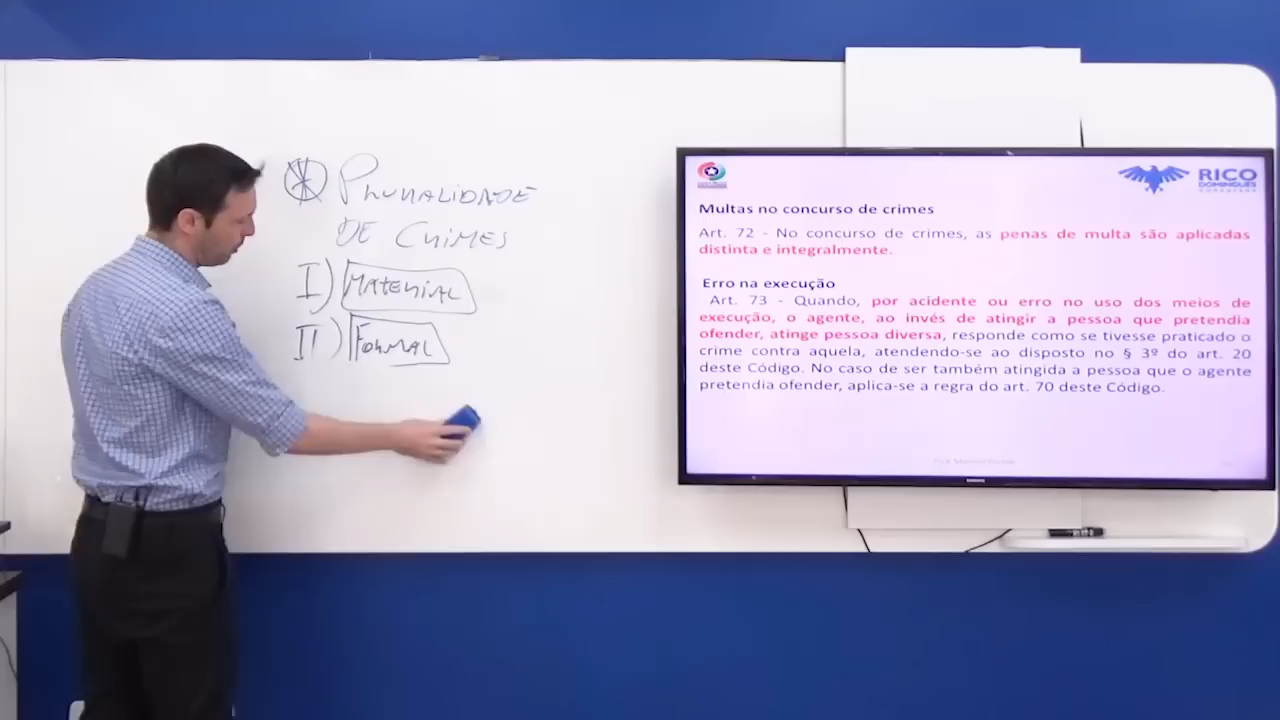 Pluralidade
de Crimes
I) Material
II) Formal
RICO
DOMINGUES
CONCURSOS
Multas no concurso de crimes
Art. 72 - No concurso de crimes, as penas de multa são aplicadas
distinta e integralmente.
Erro na execução
Art. 73 - Quando, por acidente ou erro no uso dos meios de
execução, o agente, ao invés de atingir a pessoa que pretendia
ofender, atinge pessoa diversa, responde como se tivesse praticado o
crime contra aquela, atendendo-se ao disposto no § 3º do art. 20
deste Código. No caso de ser também atingida a pessoa que o agente
pretendia ofender, aplica-se a regra do art. 70 deste Código.